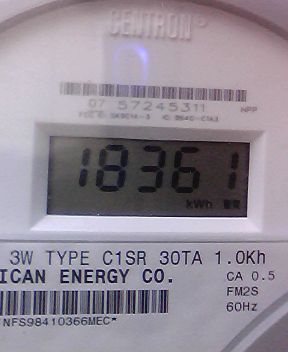 CENTRON®
07 57245311 NPP
18361
kWh
3W TYPE C1SR 30TA 1.0Kh
ICAN ENERGY CO. CA 0.5
FM2S
60Hz
NFS98410366MEC*